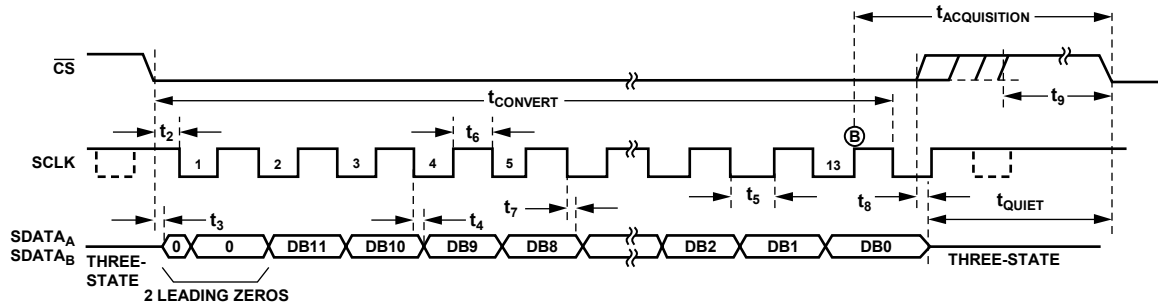 tACQUISITION
CS
tCONVERT
t9
t2
t6
B
SCLK
1 2 3 4 5 13
t3
t4
t7
t5
t8
tQUIET
SDATAA
SDATAB
0 0 DB11 DB10 DB9 DB8 DB2 DB1 DB0
THREE-
STATE
THREE-STATE
2 LEADING ZEROS